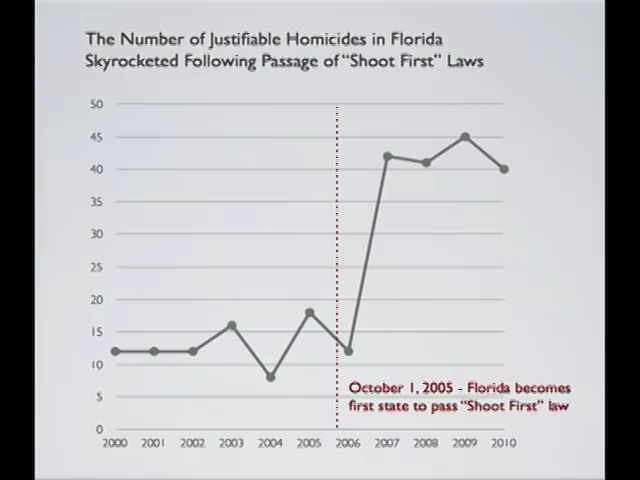 The Number of Justifiable Homicides in Florida
Skyrocketed Following Passage of "Shoot First" Laws
50
45
40
35
30
25
20
15
10
5
0
October 1, 2005 - Florida becomes
first state to pass "Shoot First" law
2000 2001 2002 2003 2004 2005 2006 2007 2008 2009 2010